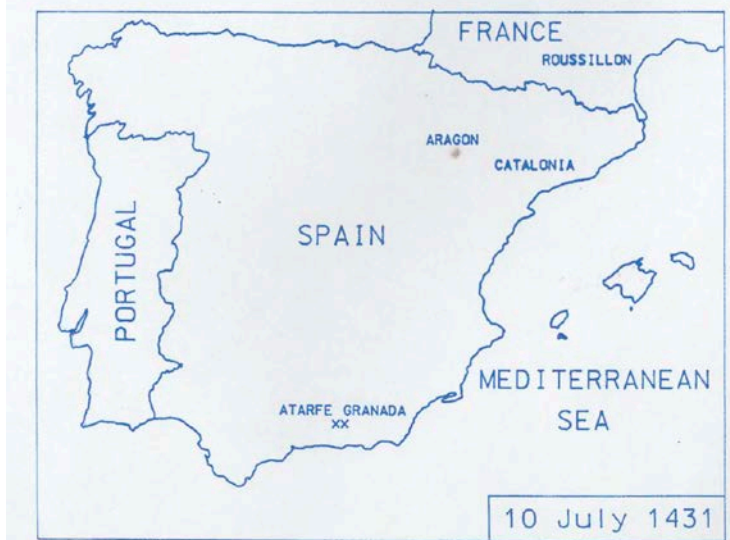 FRANCE
ROUSSILLON
ARAGON
CATALONIA
SPAIN
PORTUGAL
MEDITERRANEAN
SEA
ATARFE GRANADA
XX
10 July 1431